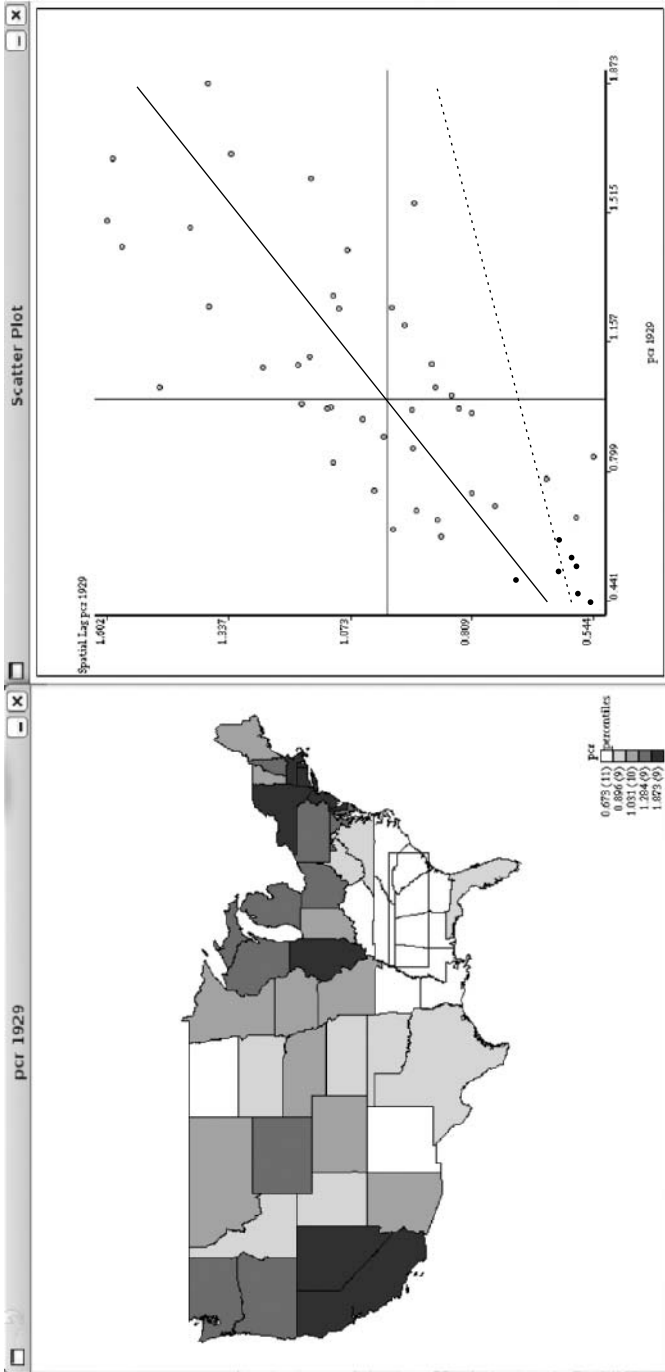 pcr 1929
pcr
percentiles
0.673 (11)
0.896 (9)
1.031 (10)
1.284 (9)
1.873 (9)
Scatter Plot
Spatial Lag pcr 1929
1.602
1.337
1.073
0.809
0.544
0.441
0.799
1.157
1.515
1.873
pcr 1929